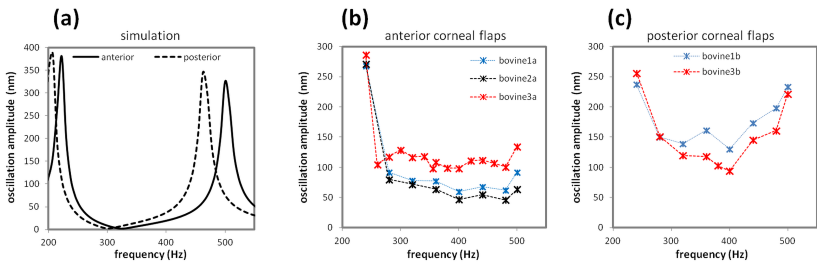 (a)
simulation
anterior
posterior
oscillation amplitude (nm)
400
350
300
250
200
150
100
50
0
200
300
400
500
frequency (Hz)
(b)
anterior corneal flaps
bovine1a
bovine2a
bovine3a
oscillation amplitude (nm)
300
250
200
150
100
50
0
200
300
400
500
frequency (Hz)
(c)
posterior corneal flaps
bovine1b
bovine3b
oscillation amplitude (nm)
300
250
200
150
100
50
0
200
300
400
500
frequency (Hz)